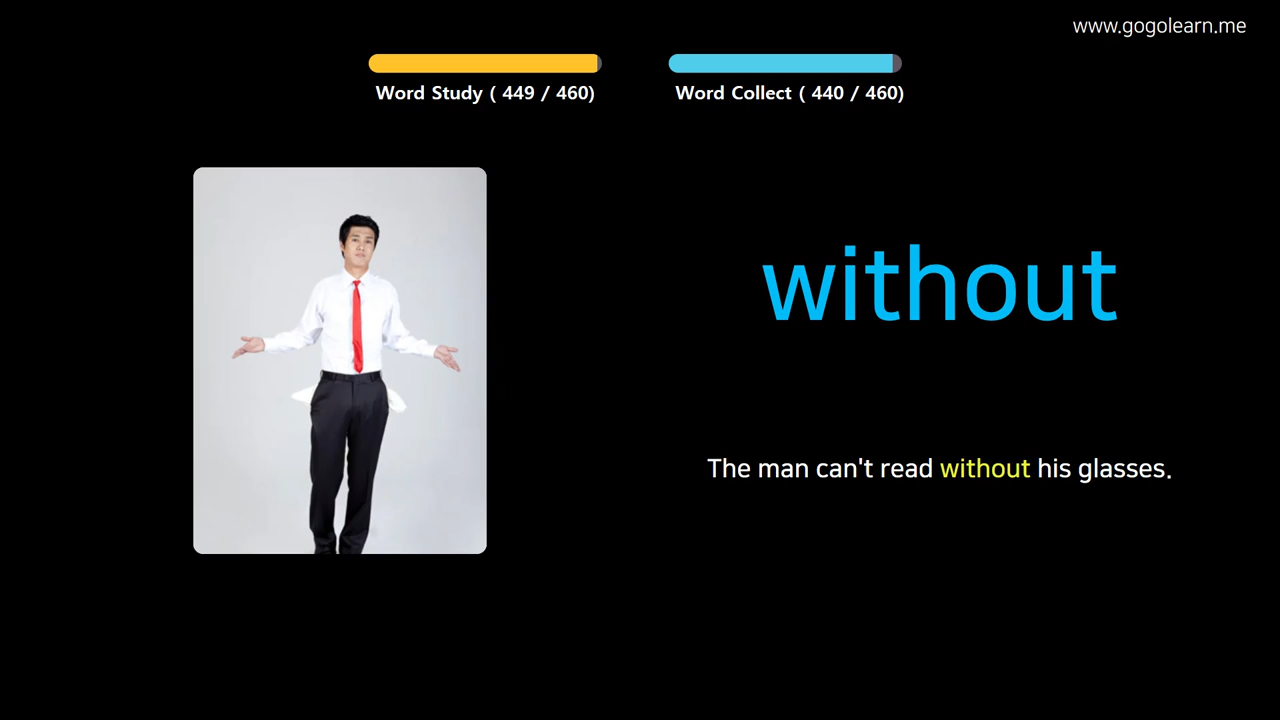 www.gogolearn.me
Word Study ( 449 / 460)
Word Collect ( 440 / 460)
without
The man can't read without his glasses.